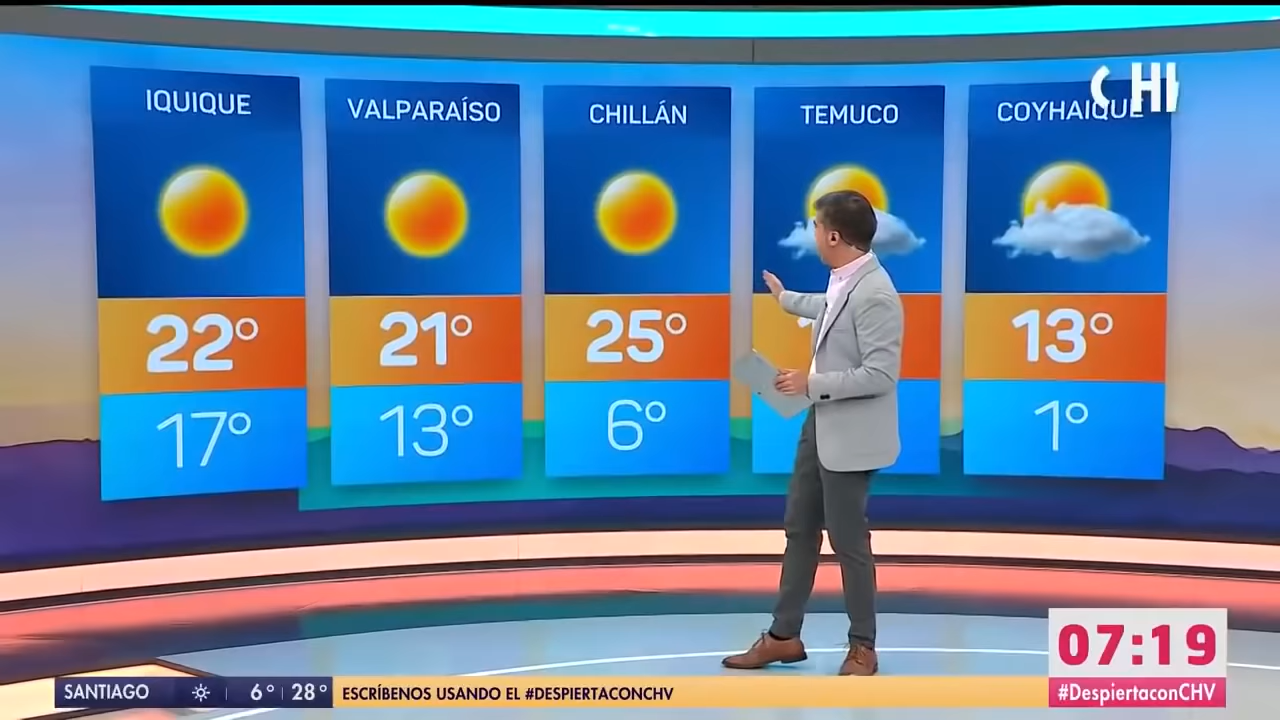 IQUIQUE
22°
17°
VALPARAÍSO
21°
13°
CHILLÁN
25°
6°
TEMUCO
COYHAIQUE
13°
1°
CHI
07:19
#DespiertaconCHV
SANTIAGO 6° 28° ESCRÍBENOS USANDO EL #DESPIERTACONCHV